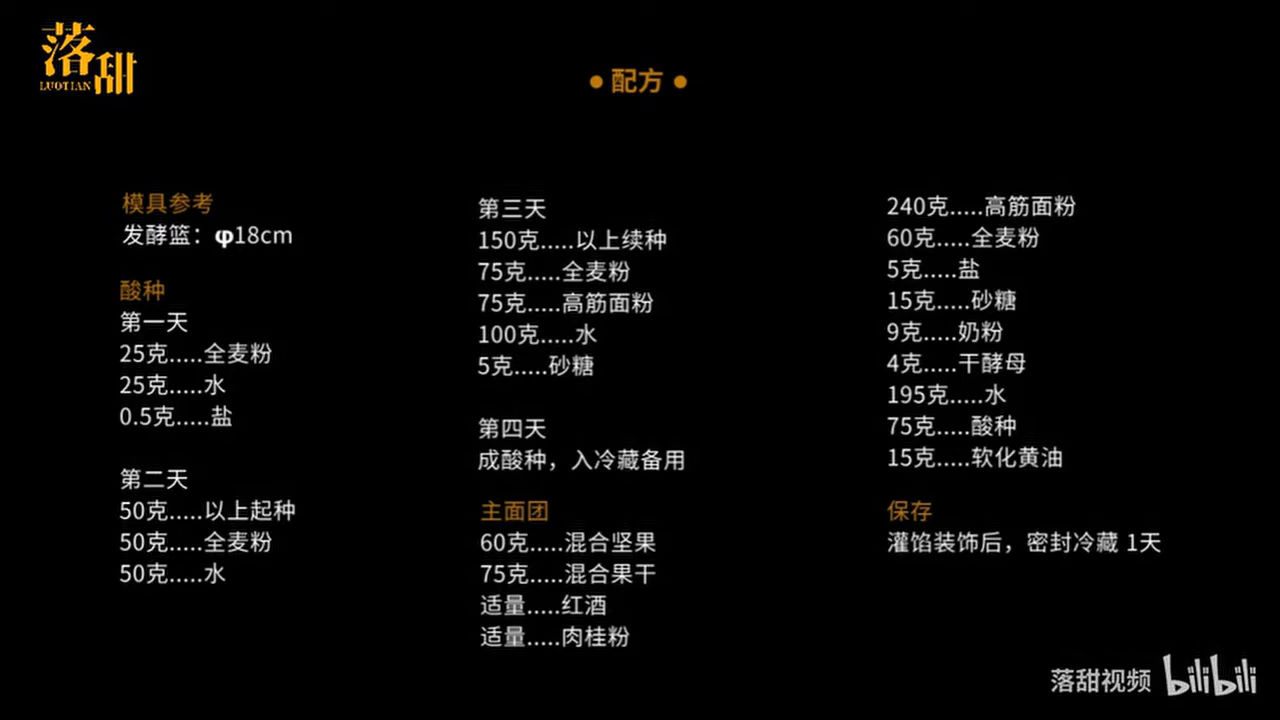 落甜
LUOTIAN
● 配方 ●
模具参考
发酵篮：φ18cm
酸种
第一天
25克.....全麦粉
25克.....水
0.5克.....盐
第二天
50克.....以上起种
50克.....全麦粉
50克.....水
第三天
150克.....以上续种
75克.....全麦粉
75克.....高筋面粉
100克.....水
5克.....砂糖
第四天
成酸种，入冷藏备用
主面团
60克.....混合坚果
75克.....混合果干
适量.....红酒
适量.....肉桂粉
240克.....高筋面粉
60克.....全麦粉
5克.....盐
15克.....砂糖
9克.....奶粉
4克.....干酵母
195克.....水
75克.....酸种
15克.....软化黄油
保存
灌馅装饰后，密封冷藏 1天
落甜视频 bilibili